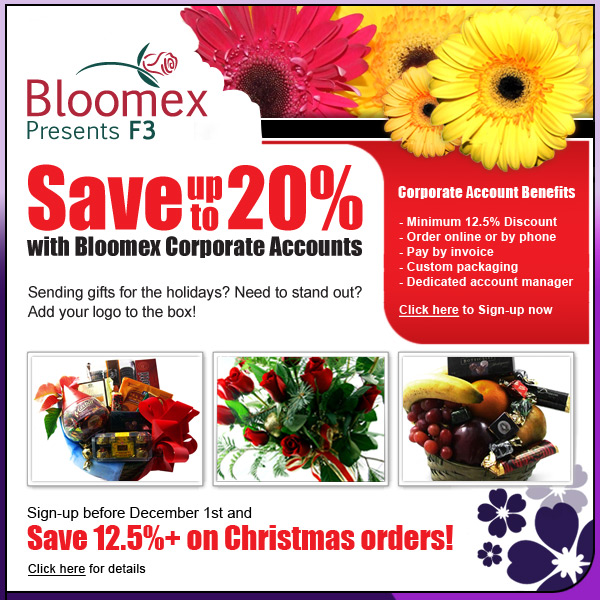 Bloomex
Presents F3
Save up to 20%
with Bloomex Corporate Accounts
Sending gifts for the holidays? Need to stand out?
Add your logo to the box!
Corporate Account Benefits
- Minimum 12.5% Discount
- Order online or by phone
- Pay by invoice
- Custom packaging
- Dedicated account manager
Click here to Sign-up now
Sign-up before December 1st and
Save 12.5%+ on Christmas orders!
Click here for details